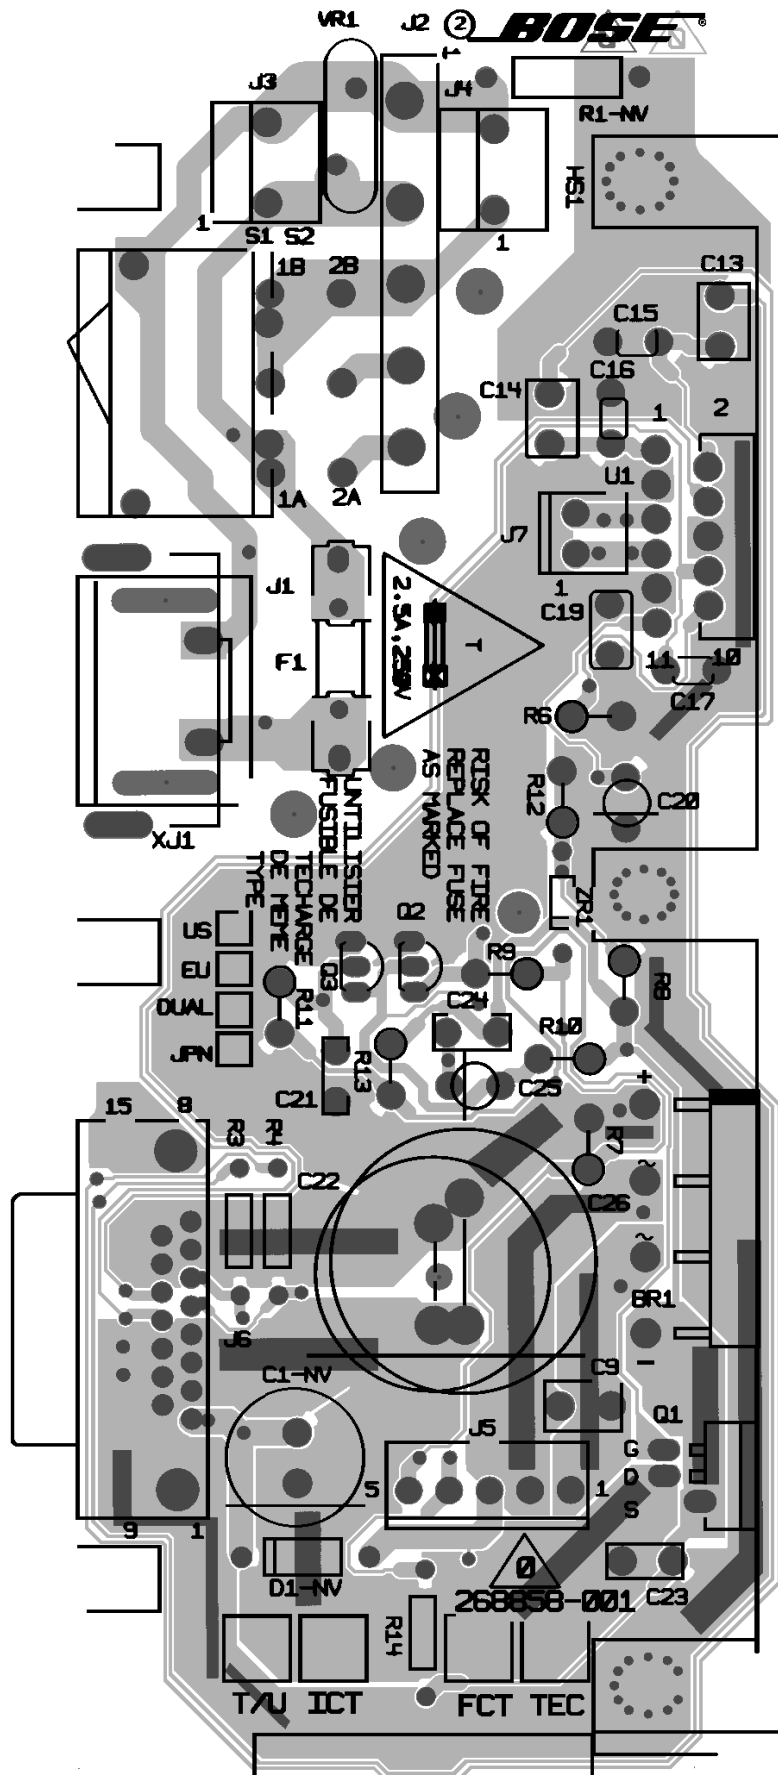 VR1
J2
2
BOSE
J3
1
J4
R1-NV
HS1
1
S1 S2
1
1B
2B
C13
C15
C16
C14
1
2
1A
2A
U1
J7
1
J1
2.5A,250V
T
C19
F1
11
10
C17
R6
RISK OF FIRE
REPLACE FUSE
AS MARKED
R12
C20
XJ1
UNTILISIER
FUSIBLE DE
TECHARGE
DE MEME
TYPE
ZR1
US
Q2
EU
Q3
R9
R8
DUAL
R11
C24
JPN
R13
R10
C21
C25
+
15
8
R3
R4
R7
C22
~
C26
~
BR1
J6
-
C1-NV
C9
J5
Q1
G
5
1
D
S
9
1
0
D1-NV
268858-001
C23
R14
T/U
ICT
FCT
TEC